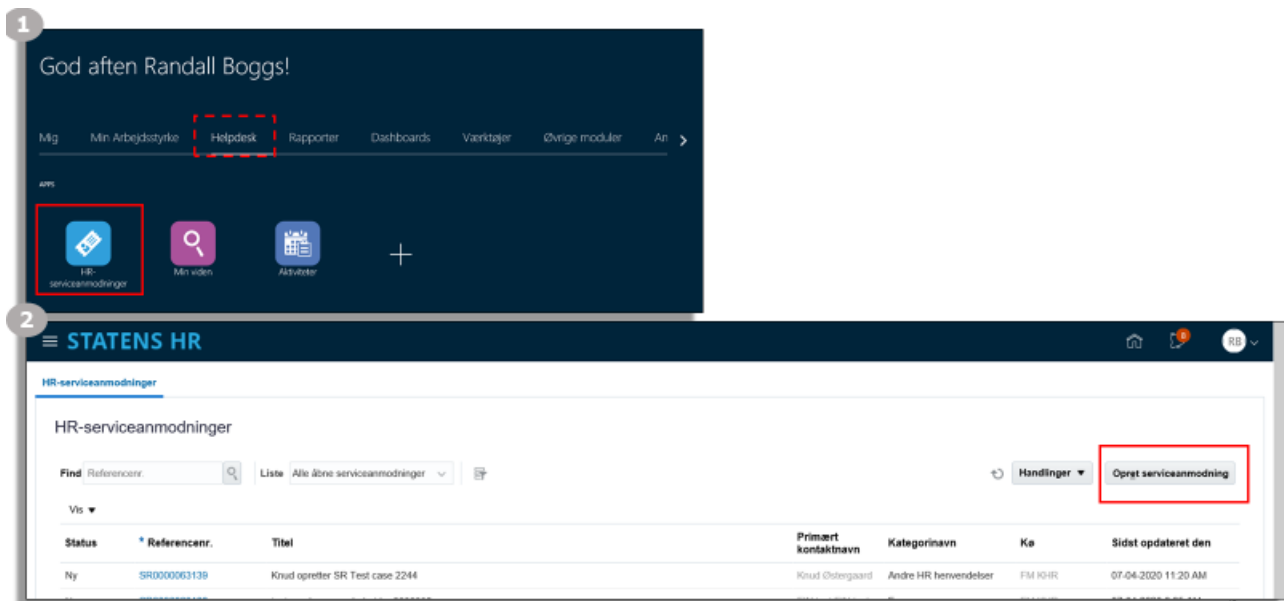 1
God aften Randall Boggs!
Mig Min Arbejdsstyrke Helpdesk Rapporter Dashboards Værktøjer Øvrige moduler An
APPS
HR-
serviceanmodninger
Min viden
Aktiviteter
2
STATENS HR
RB
HR-serviceanmodninger
HR-serviceanmodninger
Find Referencenr. Liste Alle åbne serviceanmodninger Handlinger Opret serviceanmodning
Vis
Status * Referencenr. Titel Primært kontaktnavn Kategorinavn Kø Sidst opdateret den
Ny SR0000063139 Knud opretter SR Test case 2244 Knud Østergaard Andre HR henvendelser FM KHR 07-04-2020 11:20 AM